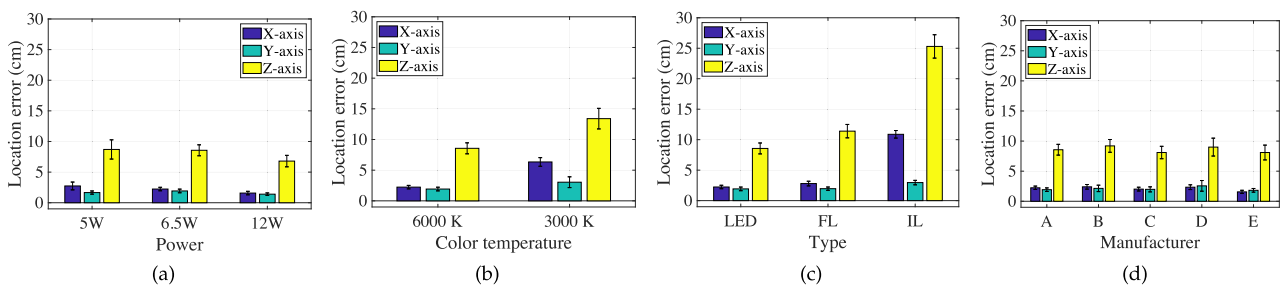 30
25
20
15
10
5
0
Location error (cm)
X-axis
Y-axis
Z-axis
5W 6.5W 12W
Power
(a)
30
25
20
15
10
5
0
Location error (cm)
X-axis
Y-axis
Z-axis
6000 K 3000 K
Color temperature
(b)
30
25
20
15
10
5
0
Location error (cm)
X-axis
Y-axis
Z-axis
LED FL IL
Type
(c)
30
25
20
15
10
5
0
Location error (cm)
X-axis
Y-axis
Z-axis
A B C D E
Manufacturer
(d)